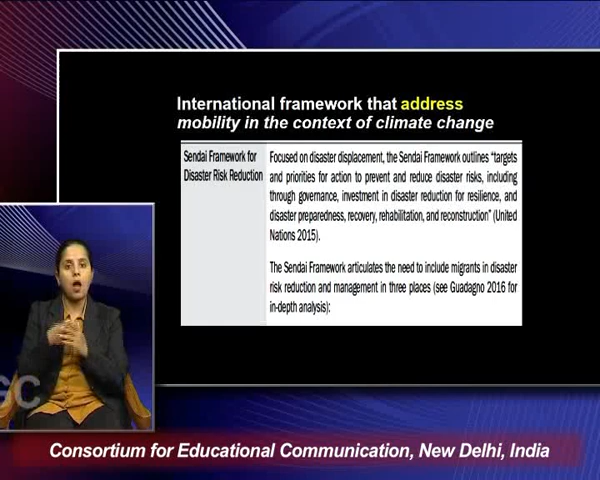 International framework that address
mobility in the context of climate change
Sendai Framework for
Disaster Risk Reduction
Focused on disaster displacement, the Sendai Framework outlines "targets
and priorities for action to prevent and reduce disaster risks, including
through governance, investment in disaster reduction for resilience, and
disaster preparedness, recovery, rehabilitation, and reconstruction" (United
Nations 2015).
The Sendai Framework articulates the need to include migrants in disaster
risk reduction and management in three places (see Guadagno 2016 for
in-depth analysis):
GC
Consortium for Educational Communication, New Delhi, India